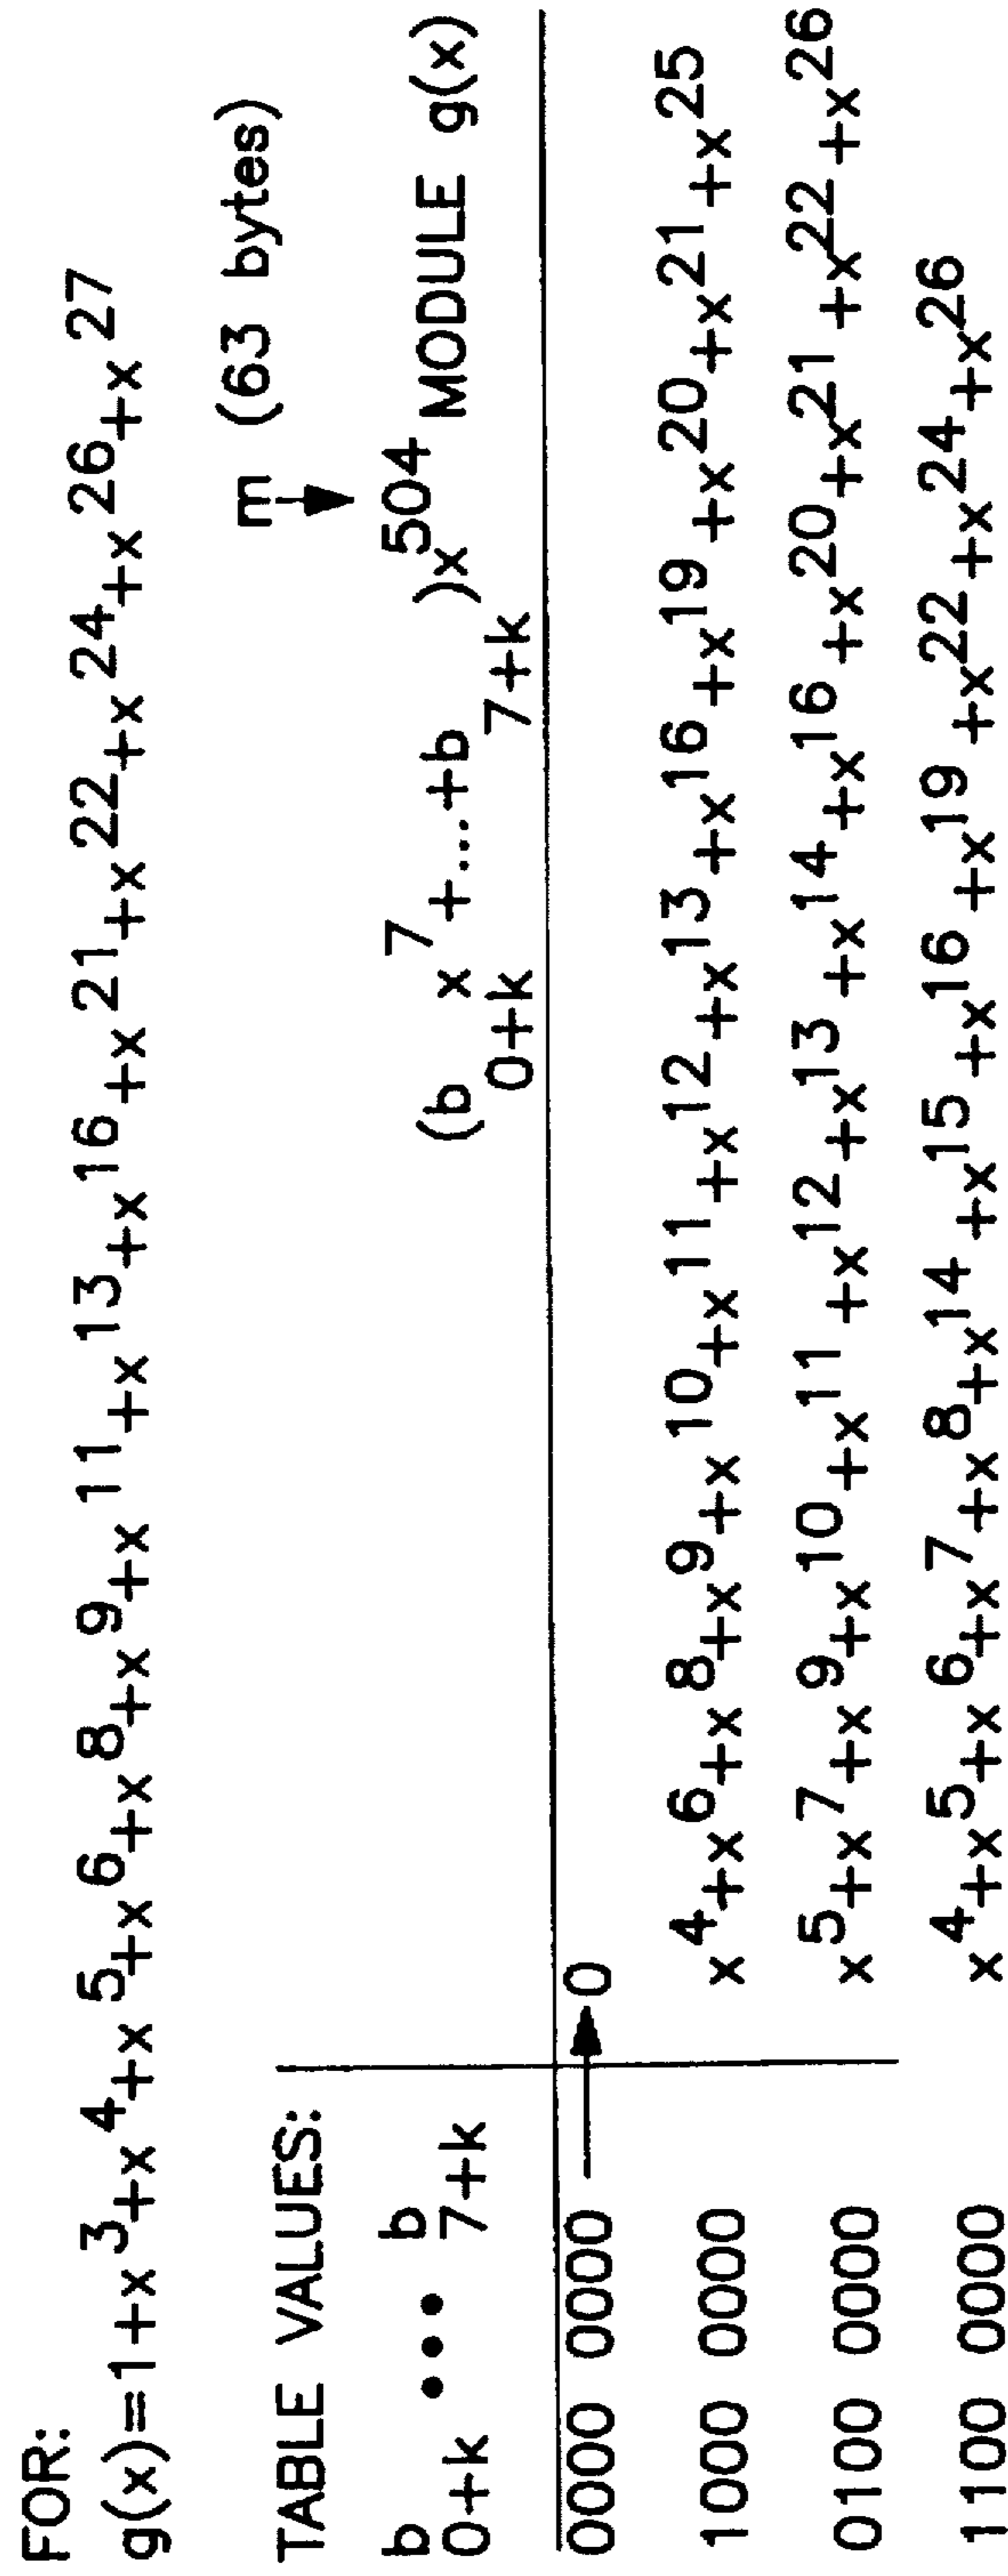 FOR:
g(x)=1+x^3+x^4+x^5+x^6+x^8+x^9+x^11+x^13+x^16+x^21+x^22+x^24+x^26+x^27
m (63 bytes)
TABLE VALUES:
b_0+k ••• b_7+k (b_0+k x^7+...+b_7+k)x^504 MODULE g(x)
0000 0000 → 0
1000 0000 x^4+x^6+x^8+x^9+x^10+x^11+x^12+x^13+x^16+x^19+x^20+x^21+x^25
0100 0000 x^5+x^7+x^9+x^10+x^11+x^12+x^13+x^14+x^16+x^20+x^21+x^22+x^26
1100 0000 x^4+x^5+x^6+x^7+x^8+x^14+x^15+x^16+x^19+x^22+x^24+x^26